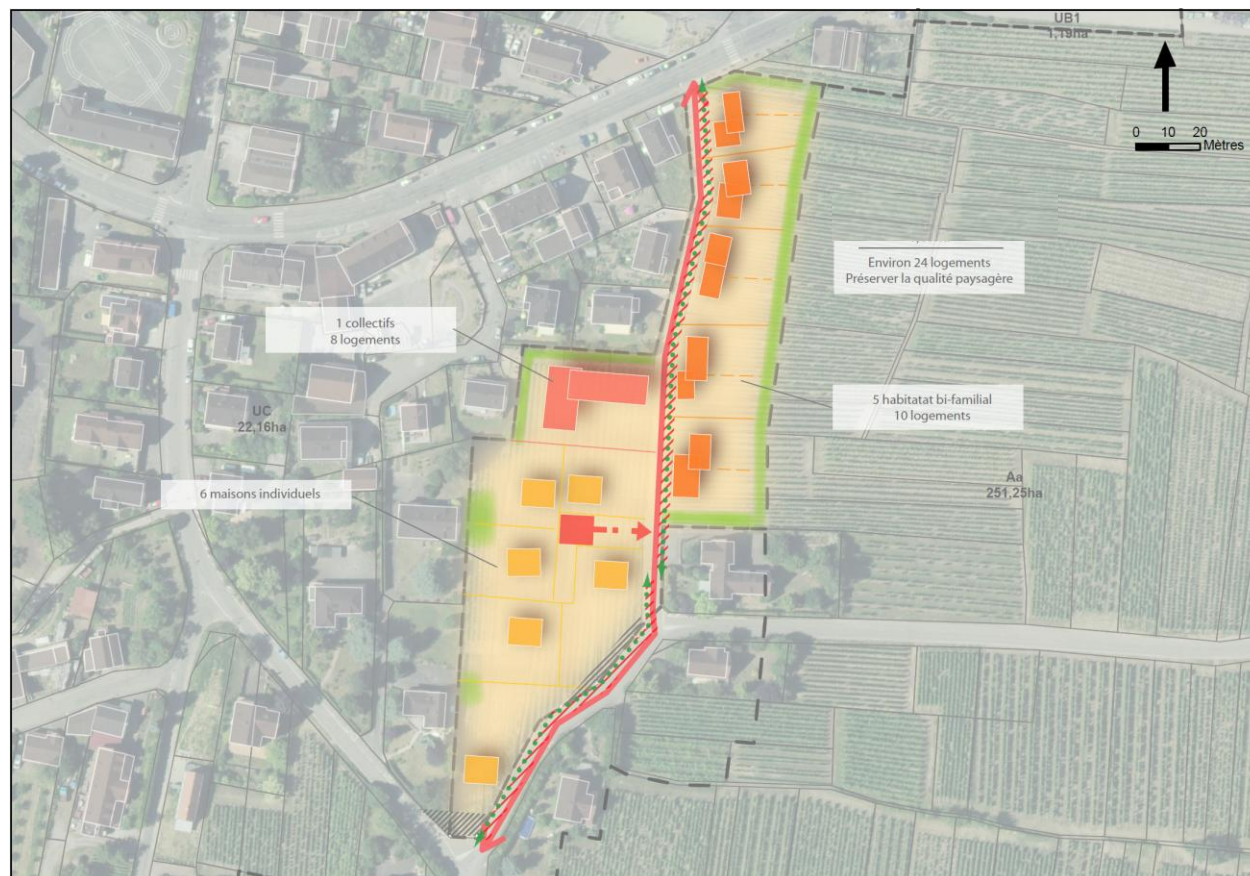 UB1
1,19ha
0 10 20
Mètres
Environ 24 logements
Préserver la qualité paysagère
1 collectifs
8 logements
5 habitatat bi-familial
10 logements
UC
22,16ha
6 maisons individuels
Aa
251,25ha